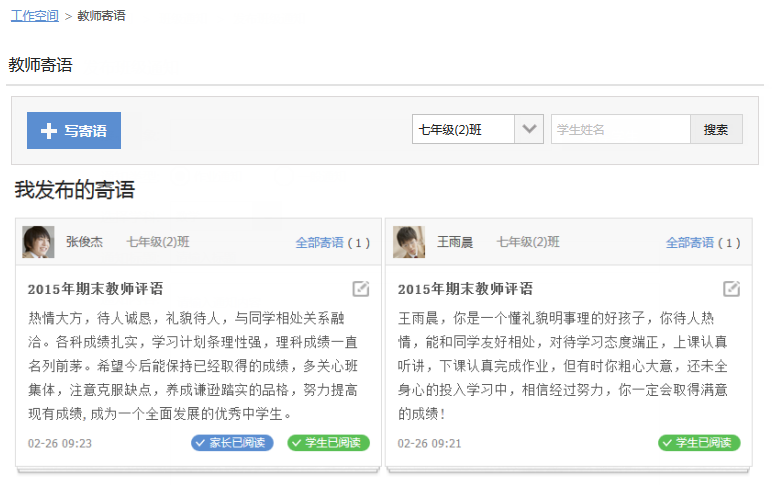 工作空间 > 教师寄语
教师寄语
写寄语
七年级(2)班
学生姓名
搜索
我发布的寄语
张俊杰 七年级(2)班 全部寄语 ( 1 )
2015年期末教师评语
热情大方，待人诚恳，礼貌待人，与同学相处关系融
洽。各科成绩扎实，学习计划条理性强，理科成绩一直
名列前茅。希望今后能保持已经取得的成绩，多关心班
集体，注意克服缺点，养成谦逊踏实的品格，努力提高
现有成绩, 成为一个全面发展的优秀中学生。
02-26 09:23 家长已阅读 学生已阅读
王雨晨 七年级(2)班 全部寄语 ( 1 )
2015年期末教师评语
王雨晨，你是一个懂礼貌明事理的好孩子，你待人热
情，能和同学友好相处，对待学习态度端正，上课认真
听讲，下课认真完成作业，但有时你粗心大意，还未全
身心的投入学习中，相信经过努力，你一定会取得满意
的成绩！
02-26 09:21 学生已阅读